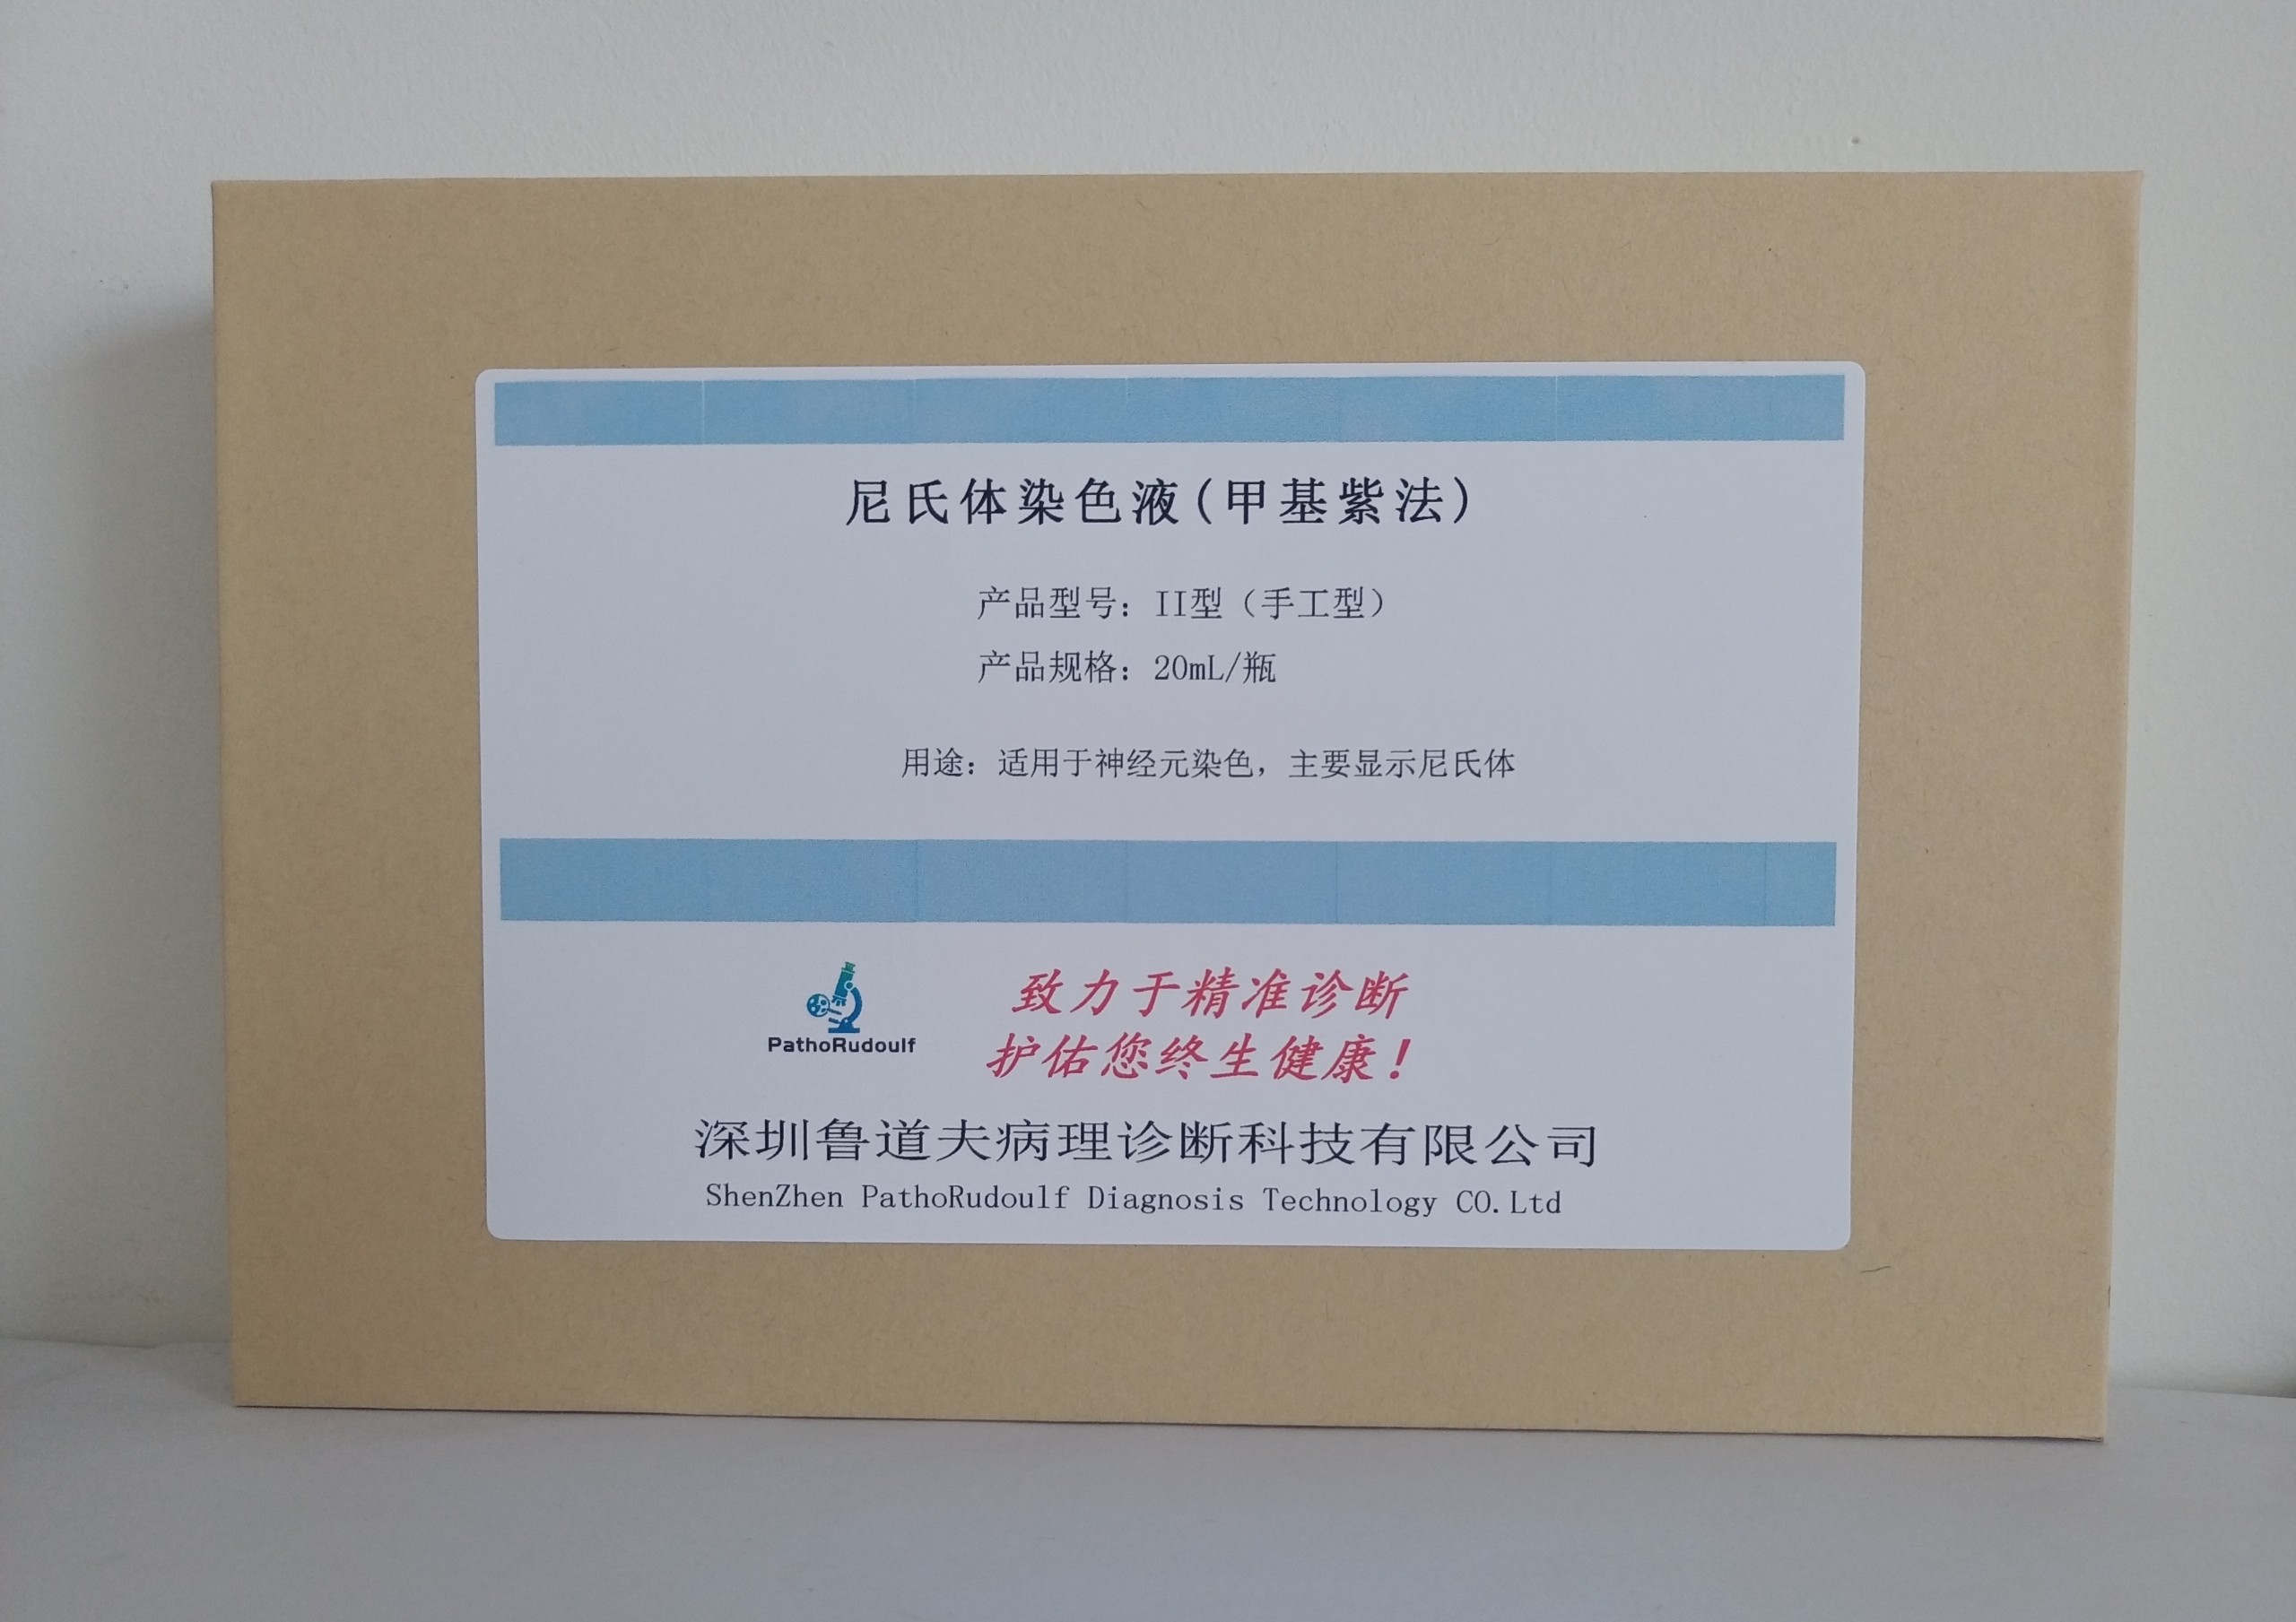 尼氏体染色液(甲基紫法)
产品型号：II型（手工型）
产品规格：20mL/瓶
用途：适用于神经元染色，主要显示尼氏体
PathoRudoulf
致力于精准诊断
护佑您终生健康！
深圳鲁道夫病理诊断科技有限公司
ShenZhen PathoRudoulf Diagnosis Technology CO.Ltd